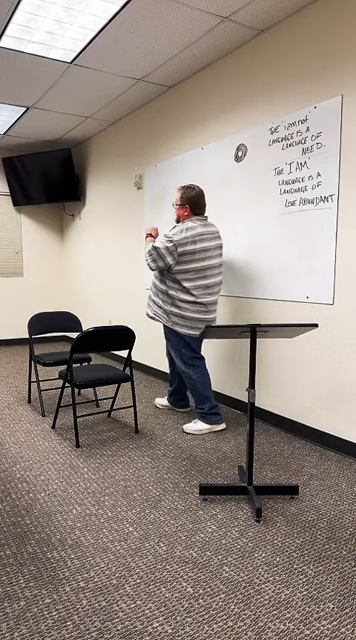 THE "i am not"
LANGUAGE IS A
LANGUAGE OF
NEED.
THE "I AM"
LANGUAGE IS A
LANGUAGE OF
LOVE ABUNDANT